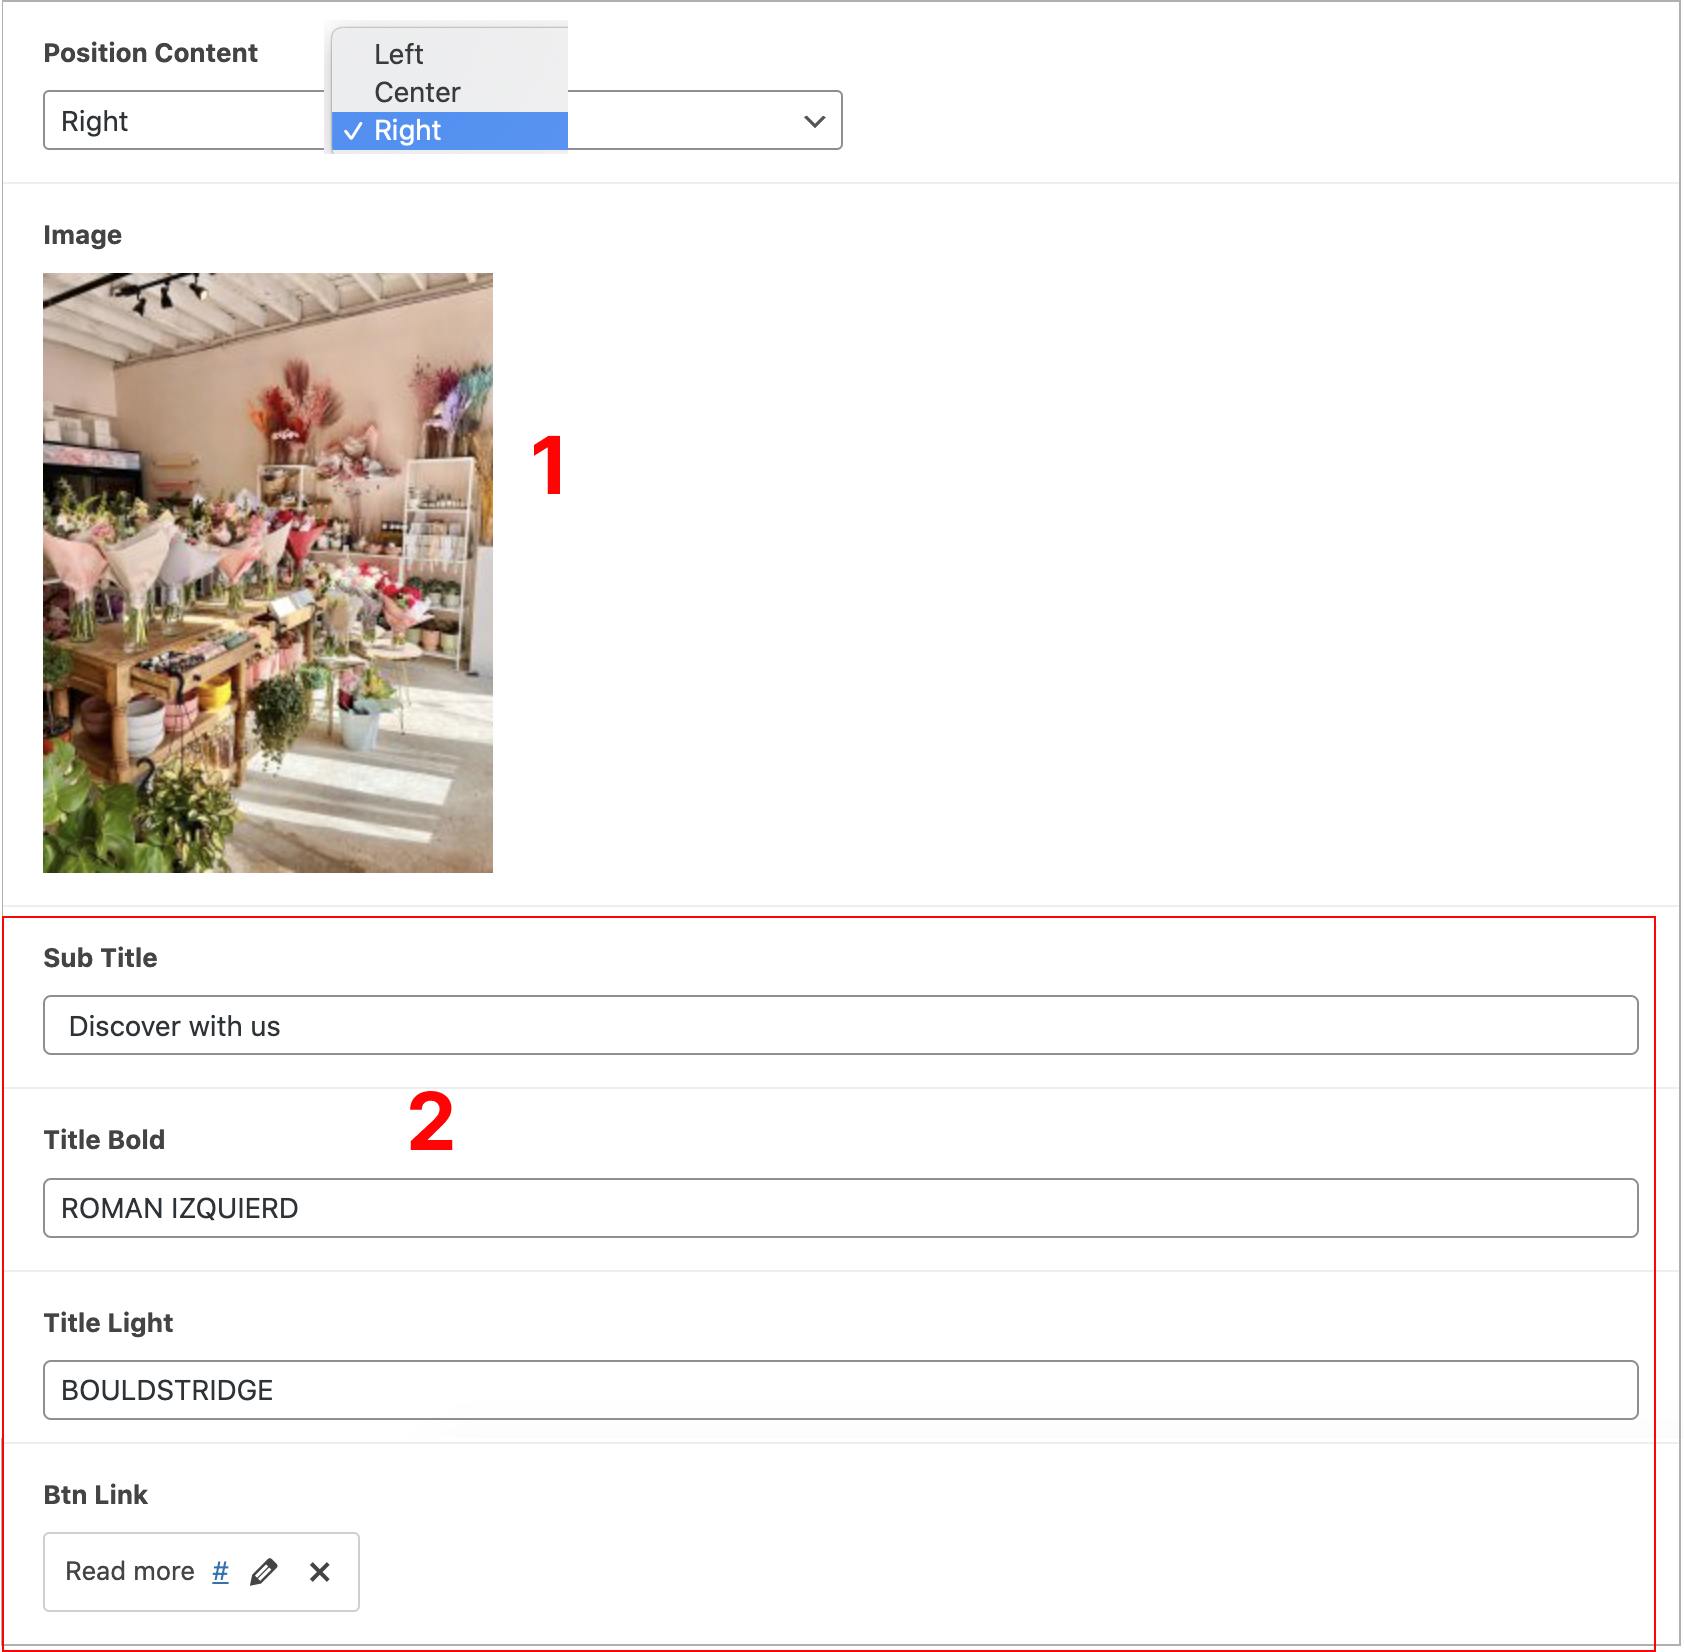 Position Content
Left
Center
✓ Right
Right
Image
1
Sub Title
Discover with us
2
Title Bold
ROMAN IZQUIERD
Title Light
BOULDSTRIDGE
Btn Link
Read more #